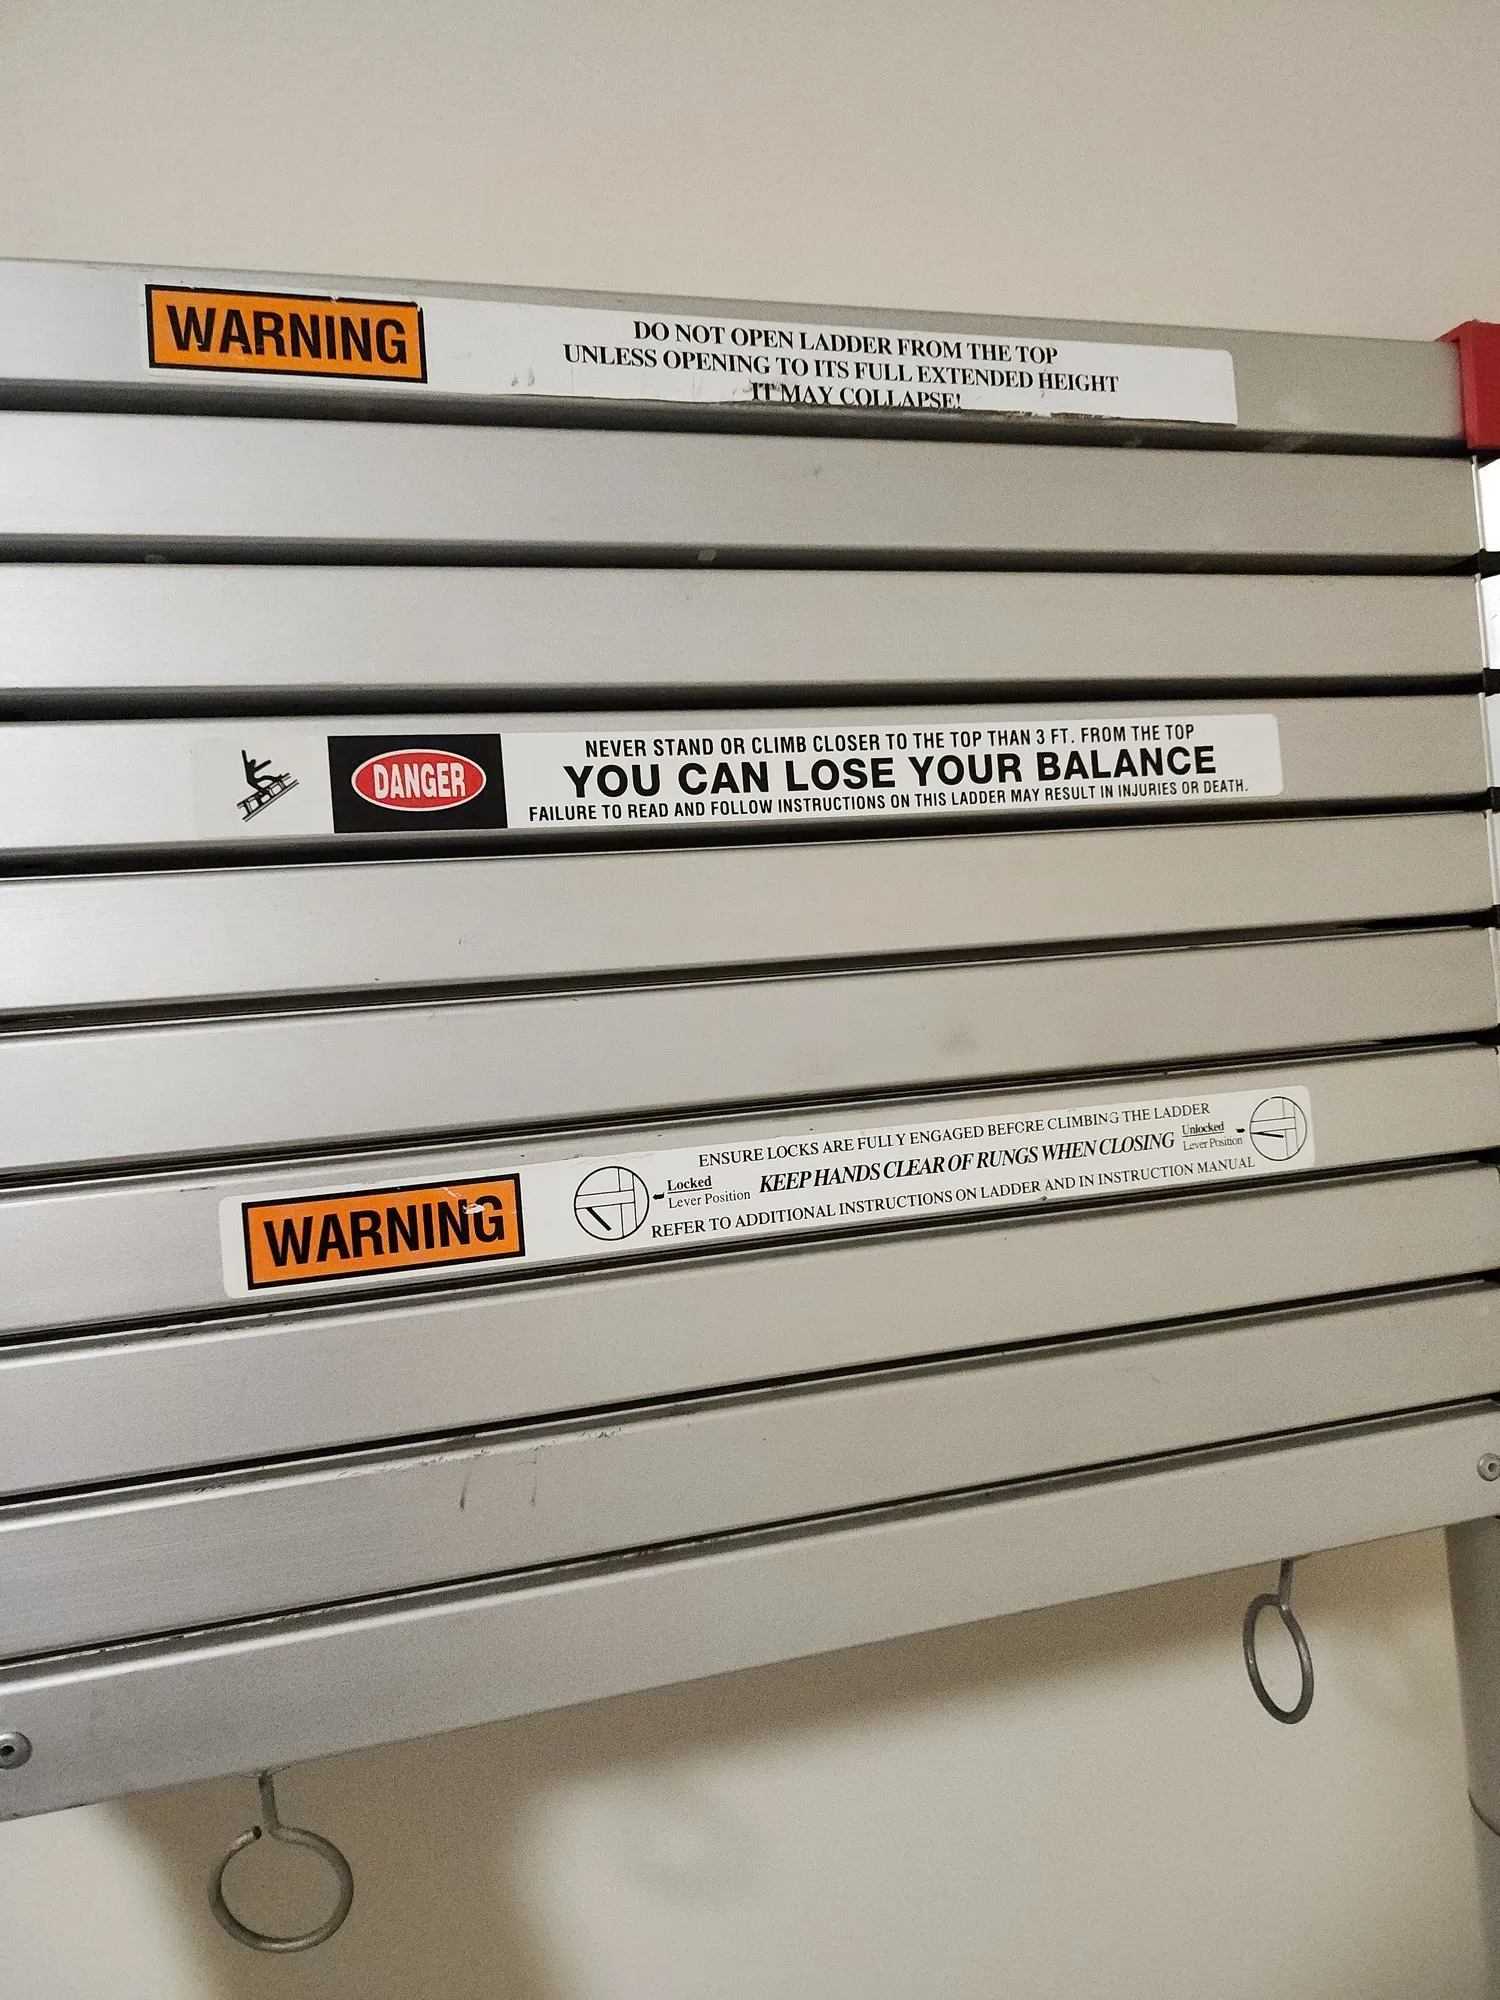 WARNING
DO NOT OPEN LADDER FROM THE TOP
UNLESS OPENING TO ITS FULL EXTENDED HEIGHT
IT MAY COLLAPSE!
DANGER
NEVER STAND OR CLIMB CLOSER TO THE TOP THAN 3 FT. FROM THE TOP
YOU CAN LOSE YOUR BALANCE
FAILURE TO READ AND FOLLOW INSTRUCTIONS ON THIS LADDER MAY RESULT IN INJURIES OR DEATH.
WARNING
ENSURE LOCKS ARE FULLY ENGAGED BEFORE CLIMBING THE LADDER
Locked
Lever Position
KEEP HANDS CLEAR OF RUNGS WHEN CLOSING
Unlocked
Lever Position
REFER TO ADDITIONAL INSTRUCTIONS ON LADDER AND IN INSTRUCTION MANUAL